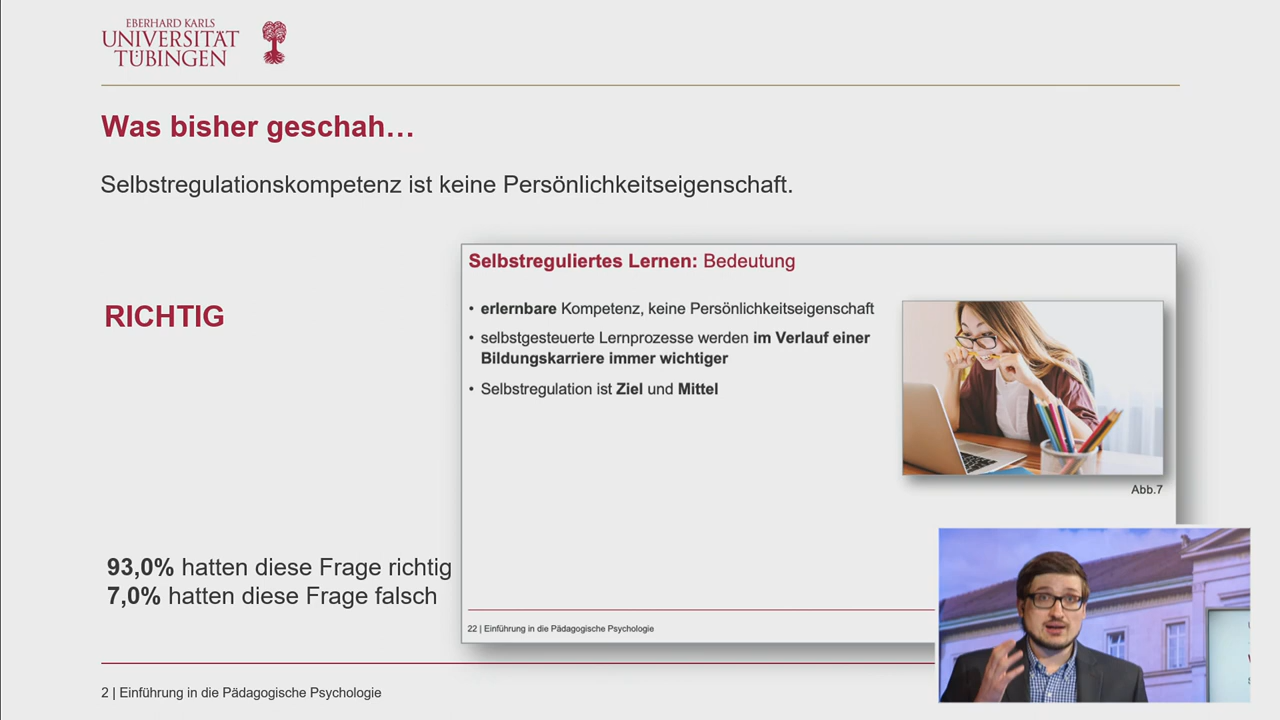 EBERHARD KARLS
UNIVERSITÄT
TÜBINGEN
Was bisher geschah…
Selbstregulationskompetenz ist keine Persönlichkeitseigenschaft.
RICHTIG
Selbstreguliertes Lernen: Bedeutung
• erlernbare Kompetenz, keine Persönlichkeitseigenschaft
• selbstgesteuerte Lernprozesse werden im Verlauf einer
Bildungskarriere immer wichtiger
• Selbstregulation ist Ziel und Mittel
Abb.7
22 | Einführung in die Pädagogische Psychologie
93,0% hatten diese Frage richtig
7,0% hatten diese Frage falsch
2 | Einführung in die Pädagogische Psychologie